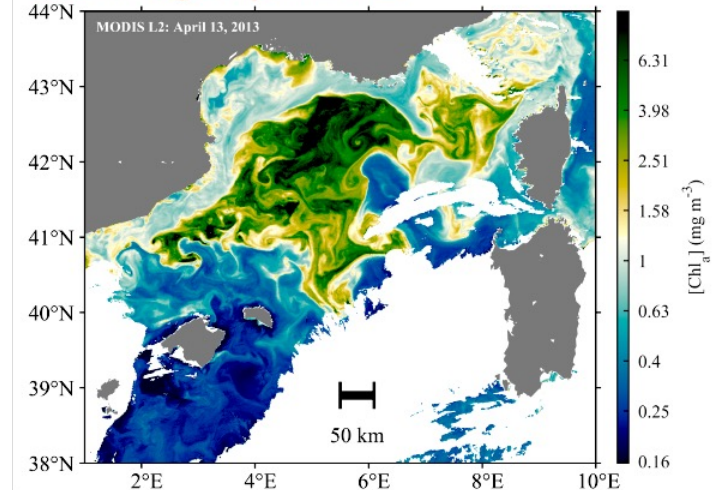 44°N
MODIS L2: April 13, 2013
43°N
42°N
41°N
40°N
39°N
38°N
50 km
2°E
4°E
6°E
8°E
10°E
6.31
3.98
2.51
1.58
1
0.63
0.4
0.25
0.16
[Chlₐ] (mg m⁻³)